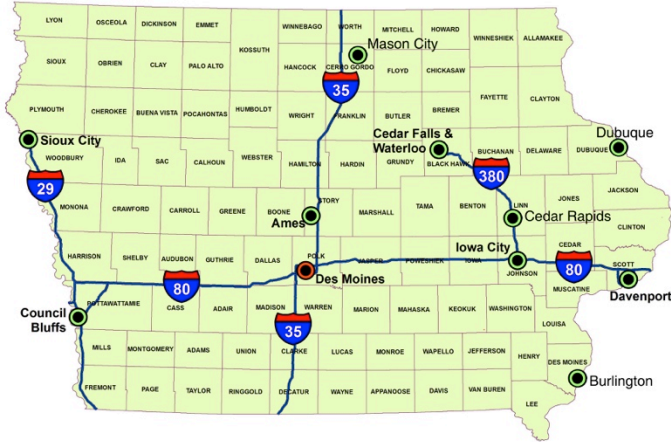 LYON
OSCEOLA
DICKINSON
EMMET
WINNEBAGO
WORTH
MITCHELL
HOWARD
WINNESHIEK
ALLAMAKEE
KOSSUTH
Mason City
SIOUX
OBRIEN
CLAY
PALO ALTO
HANCOCK
CERRO GORDO
FLOYD
CHICKASAW
35
FAYETTE
CLAYTON
PLYMOUTH
CHEROKEE
BUENA VISTA
POCAHONTAS
HUMBOLDT
WRIGHT
FRANKLIN
BUTLER
BREMER
Sioux City
Cedar Falls &
Waterloo
Dubuque
WOODBURY
IDA
SAC
CALHOUN
WEBSTER
HAMILTON
HARDIN
GRUNDY
BLACK HAWK
BUCHANAN
DELAWARE
DUBUQUE
29
380
MONONA
CRAWFORD
CARROLL
GREENE
BOONE
STORY
MARSHALL
TAMA
BENTON
LINN
JONES
JACKSON
Ames
Cedar Rapids
CLINTON
HARRISON
SHELBY
AUDUBON
GUTHRIE
DALLAS
POLK
JASPER
POWESHIEK
IOWA
Iowa City
JOHNSON
CEDAR
SCOTT
80
Des Moines
80
MUSCATINE
Davenport
Council
Bluffs
POTTAWATTAMIE
CASS
ADAIR
MADISON
WARREN
MARION
MAHASKA
KEOKUK
WASHINGTON
LOUISA
35
MILLS
MONTGOMERY
ADAMS
UNION
CLARKE
LUCAS
MONROE
WAPELLO
JEFFERSON
HENRY
DES MOINES
Burlington
FREMONT
PAGE
TAYLOR
RINGGOLD
DECATUR
WAYNE
APPANOOSE
DAVIS
VAN BUREN
LEE